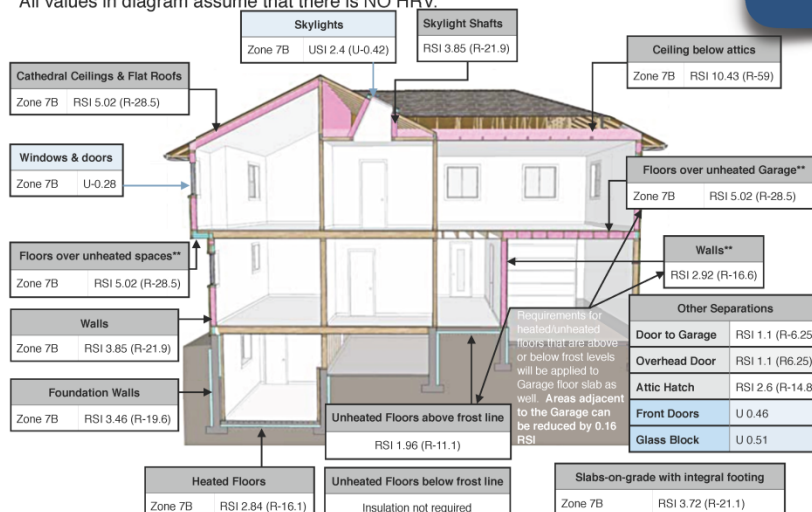 All values in diagram assume that there is NO HRV.
Skylights
Zone 7B USI 2.4 (U-0.42)
Skylight Shafts
RSI 3.85 (R-21.9)
Ceiling below attics
Zone 7B RSI 10.43 (R-59)
Cathedral Ceilings & Flat Roofs
Zone 7B RSI 5.02 (R-28.5)
Windows & doors
Zone 7B U-0.28
Floors over unheated Garage**
Zone 7B RSI 5.02 (R-28.5)
Floors over unheated spaces**
Zone 7B RSI 5.02 (R-28.5)
Walls**
RSI 2.92 (R-16.6)
Walls
Zone 7B RSI 3.85 (R-21.9)
Foundation Walls
Zone 7B RSI 3.46 (R-19.6)
Requirements for
heated/unheated
floors that are above
or below frost levels
will be applied to
Garage floor slab as
well. Areas adjacent
to the Garage can
be reduced by 0.16
RSI
Other Separations
Door to Garage RSI 1.1 (R-6.25)
Overhead Door RSI 1.1 (R6.25)
Attic Hatch RSI 2.6 (R-14.8
Front Doors U 0.46
Glass Block U 0.51
Unheated Floors above frost line
RSI 1.96 (R-11.1)
Heated Floors
Zone 7B RSI 2.84 (R-16.1)
Unheated Floors below frost line
Insulation not required
Slabs-on-grade with integral footing
Zone 7B RSI 3.72 (R-21.1)